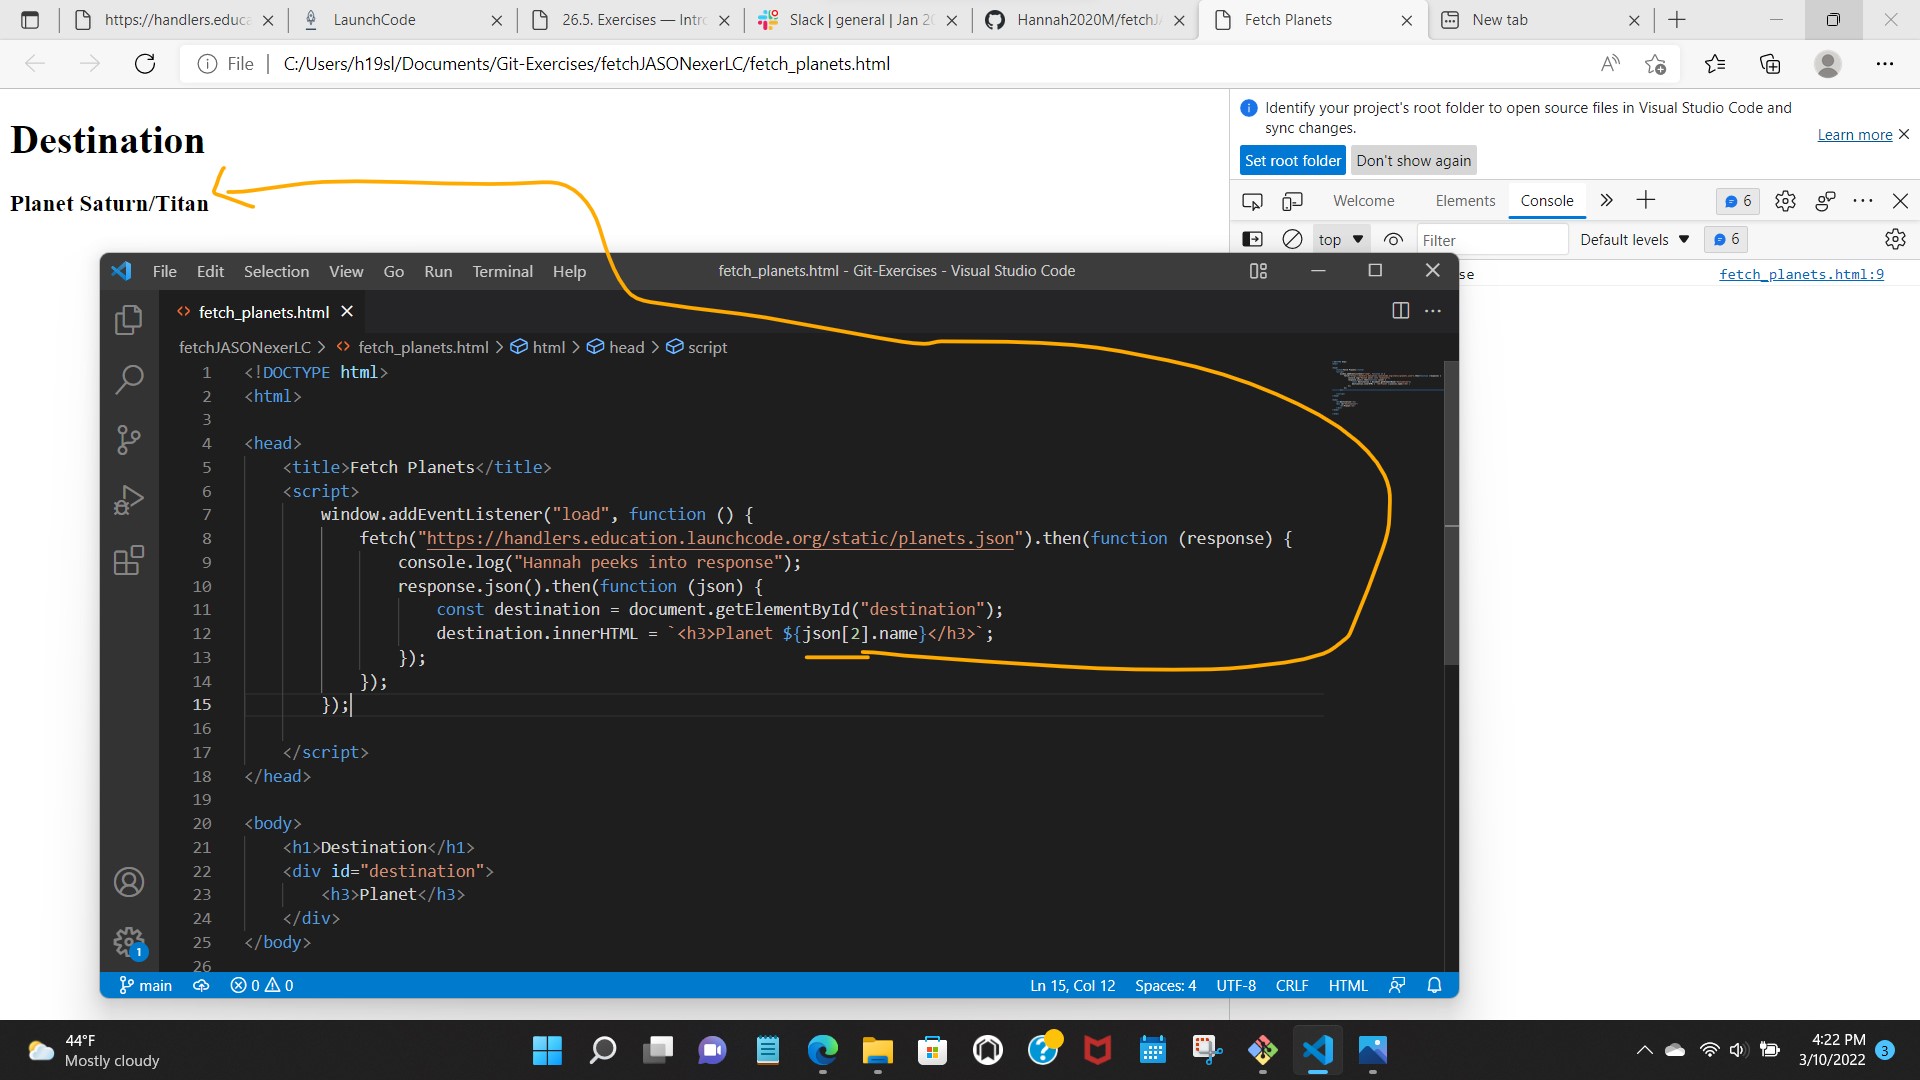 https://handlers.educa
LaunchCode
26.5. Exercises — Intro
Slack | general | Jan 20
Hannah2020M/fetchJ
Fetch Planets
New tab
File
C:/Users/h19sl/Documents/Git-Exercises/fetchJASONexerLC/fetch_planets.html
Destination
Planet Saturn/Titan
Identify your project's root folder to open source files in Visual Studio Code and
sync changes.
Learn more
Set root folder
Don't show again
Welcome
Elements
Console
6
top
Filter
Default levels
6
se
fetch_planets.html:9
File Edit Selection View Go Run Terminal Help
fetch_planets.html - Git-Exercises - Visual Studio Code
<> fetch_planets.html
fetchJASONexerLC > <> fetch_planets.html > html > head > script
1 <!DOCTYPE html>
2 <html>
3
4 <head>
5 <title>Fetch Planets</title>
6 <script>
7 window.addEventListener("load", function () {
8 fetch("https://handlers.education.launchcode.org/static/planets.json").then(function (response) {
9 console.log("Hannah peeks into response");
10 response.json().then(function (json) {
11 const destination = document.getElementById("destination");
12 destination.innerHTML = `<h3>Planet ${json[2].name}</h3>`;
13 });
14 });
15 });
16
17 </script>
18 </head>
19
20 <body>
21 <h1>Destination</h1>
22 <div id="destination">
23 <h3>Planet</h3>
24 </div>
25 </body>
26
1
main
0 0
Ln 15, Col 12
Spaces: 4
UTF-8
CRLF
HTML
44°F
Mostly cloudy
4:22 PM
3/10/2022
3